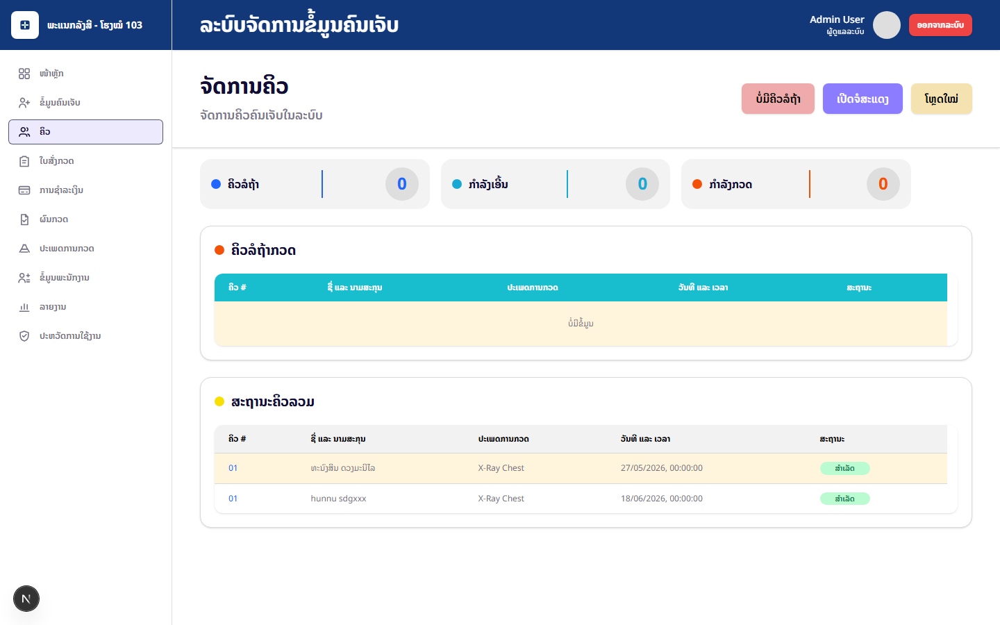 ພະແນກລັງສີ - ໂຮງໝໍ 103
ລະບົບຈັດການຂໍ້ມູນຄົນເຈັບ
Admin User
ຜູ້ດູແລລະບົບ
ອອກຈາກລະບົບ
ໜ້າຫຼັກ
ຂໍ້ມູນຄົນເຈັບ
ຄິວ
ໃບສັ່ງກວດ
ການຊຳລະເງິນ
ຜົນກວດ
ປະເພດການກວດ
ຂໍ້ມູນພະນັກງານ
ລາຍງານ
ປະຫວັດການໃຊ້ງານ
ຈັດການຄິວ
ຈັດການຄິວຄົນເຈັບໃນລະບົບ
ບໍ່ມີຄິວລໍຖ້າ
ເປີດຈໍສະແດງ
ໂຫຼດໃໝ່
ຄິວລໍຖ້າ 0
ກຳລັງເອີ້ນ 0
ກຳລັງກວດ 0
ຄິວລໍຖ້າກວດ
ຄິວ # ຊື່ ແລະ ນາມສະກຸນ ປະເພດການກວດ ວັນທີ ແລະ ເວລາ ສະຖານະ
ບໍ່ມີຂໍ້ມູນ
ສະຖານະຄິວລວມ
ຄິວ # ຊື່ ແລະ ນາມສະກຸນ ປະເພດການກວດ ວັນທີ ແລະ ເວລາ ສະຖານະ
01 ທະນົງສິນ ດວງມະນີໄລ X-Ray Chest 27/05/2026, 00:00:00 ສຳເລັດ
01 hunnu sdgxxx X-Ray Chest 18/06/2026, 00:00:00 ສຳເລັດ
N